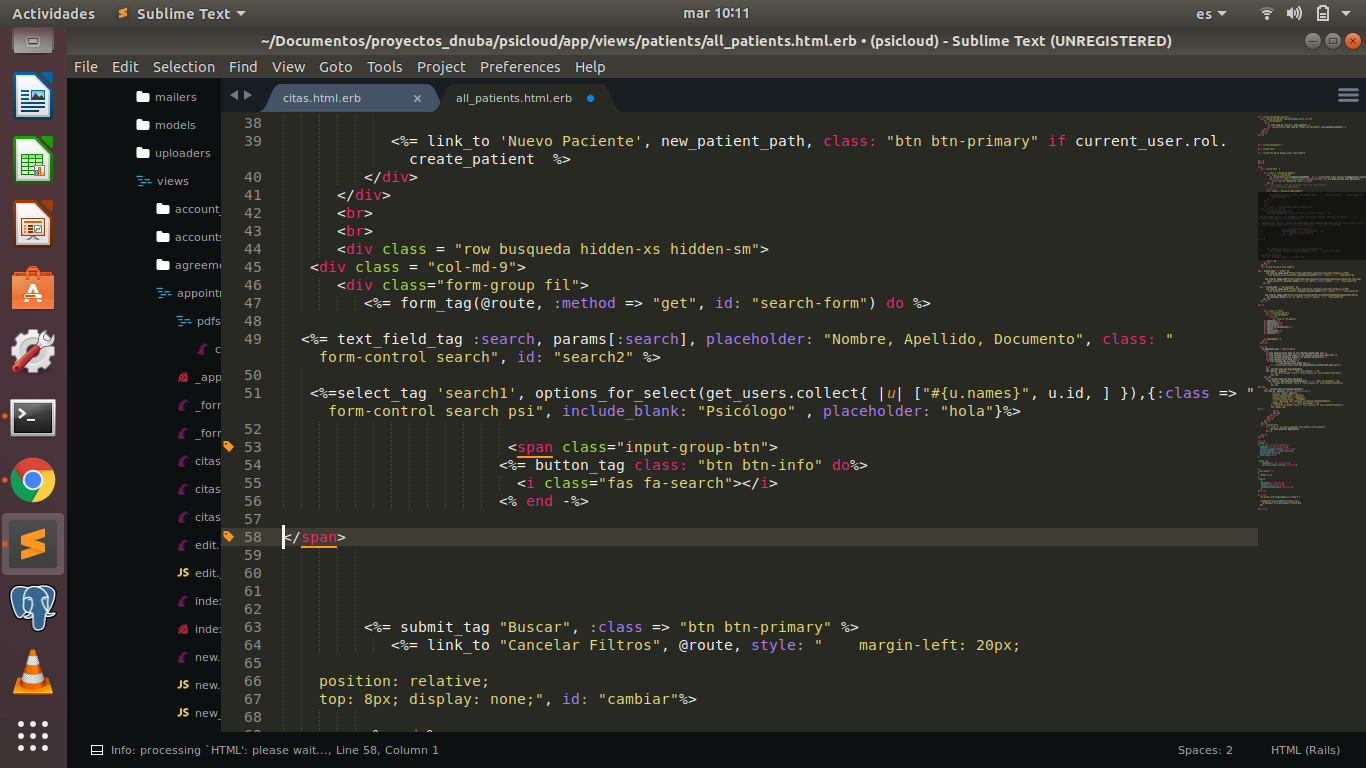 Actividades
Sublime Text
mar 10:11
es
~/Documentos/proyectos_dnuba/psicloud/app/views/patients/all_patients.html.erb • (psicloud) - Sublime Text (UNREGISTERED)
File Edit Selection Find View Goto Tools Project Preferences Help
mailers
models
uploaders
views
account_
accounts
agreeme
appointr
pdfs
c
_app
_form
_form
citas
citas
citas
edit.
edit.
index
index
new.
new.
new_
citas.html.erb
all_patients.html.erb
38
39 <%= link_to 'Nuevo Paciente', new_patient_path, class: "btn btn-primary" if current_user.rol.
create_patient  %>
40 </div>
41 </div>
42 <br>
43 <br>
44 <div class = "row busqueda hidden-xs hidden-sm">
45 <div class = "col-md-9">
46 <div class="form-group fil">
47 <%= form_tag(@route, :method => "get", id: "search-form") do %>
48
49 <%= text_field_tag :search, params[:search], placeholder: "Nombre, Apellido, Documento", class: "
form-control search", id: "search2" %>
50
51 <%=select_tag 'search1', options_for_select(get_users.collect{ |u| ["#{u.names}", u.id, ] }),{:class => "
form-control search psi", include_blank: "Psicólogo" , placeholder: "hola"}%>
52
53 <span class="input-group-btn">
54 <%= button_tag class: "btn btn-info" do%>
55 <i class="fas fa-search"></i>
56 <% end -%>
57
58 </span>
59
60
61
62
63 <%= submit_tag "Buscar", :class => "btn btn-primary" %>
64 <%= link_to "Cancelar Filtros", @route, style: "    margin-left: 20px;
65
66 position: relative;
67 top: 8px; display: none;", id: "cambiar"%>
68
Info: processing `HTML': please wait..., Line 58, Column 1
Spaces: 2
HTML (Rails)